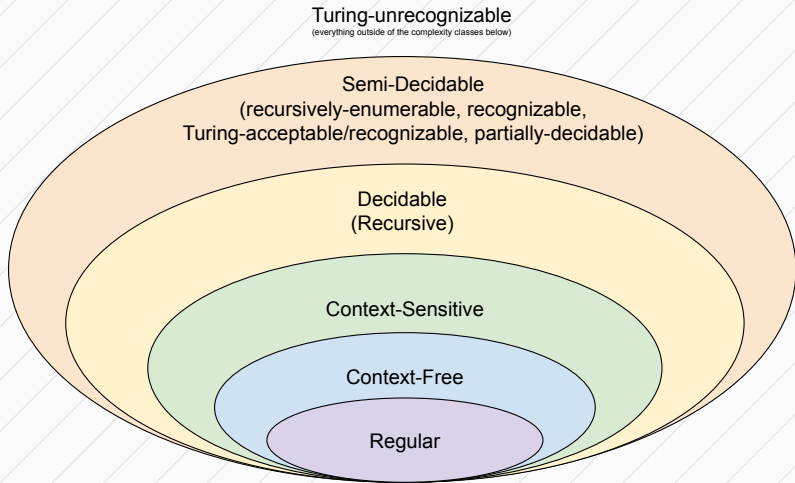 Turing-unrecognizable
(everything outside of the complexity classes below)
Semi-Decidable
(recursively-enumerable, recognizable,
Turing-acceptable/recognizable, partially-decidable)
Decidable
(Recursive)
Context-Sensitive
Context-Free
Regular